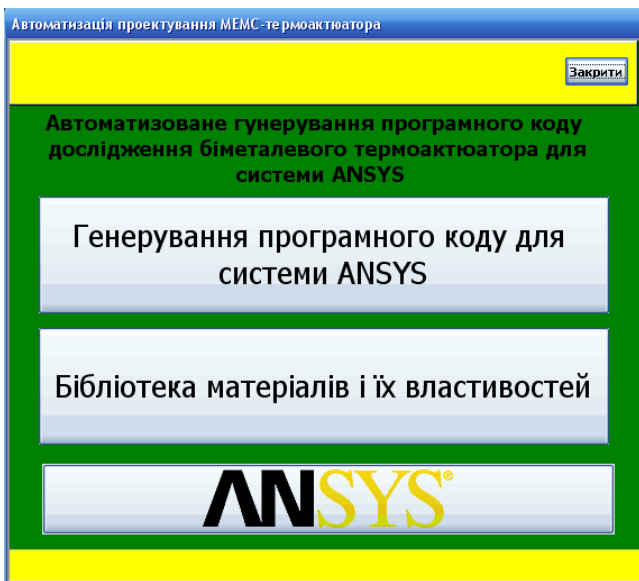 Автоматизація проектування МЕМС-термоактюатора
Закрити
Автоматизоване гунерування програмного коду
дослідження біметалевого термоактюатора для
системи ANSYS
Генерування програмного коду для
системи ANSYS
Бібліотека матеріалів і їх властивостей
ANSYS®